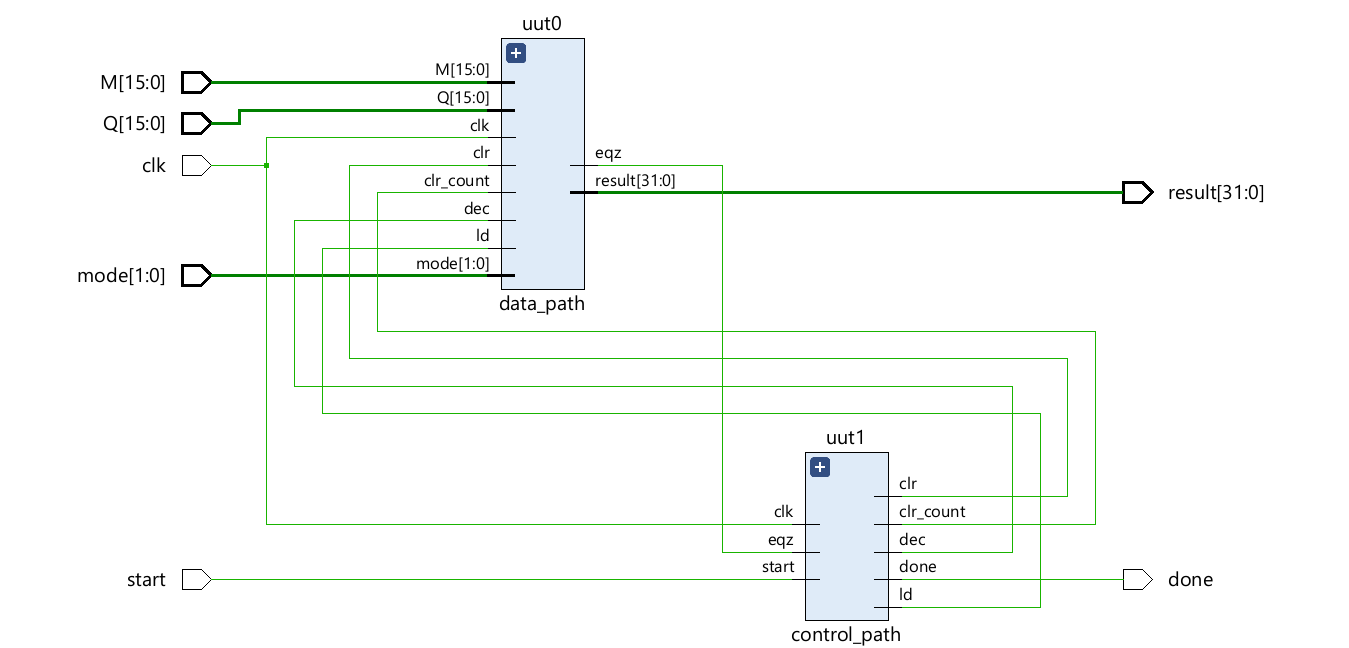 uut0
M[15:0]
Q[15:0]
clk
mode[1:0]
start
M[15:0]
Q[15:0]
clk
clr
clr_count
dec
ld
mode[1:0]
eqz
result[31:0]
data_path
result[31:0]
uut1
clk
eqz
start
clr
clr_count
dec
done
ld
control_path
done